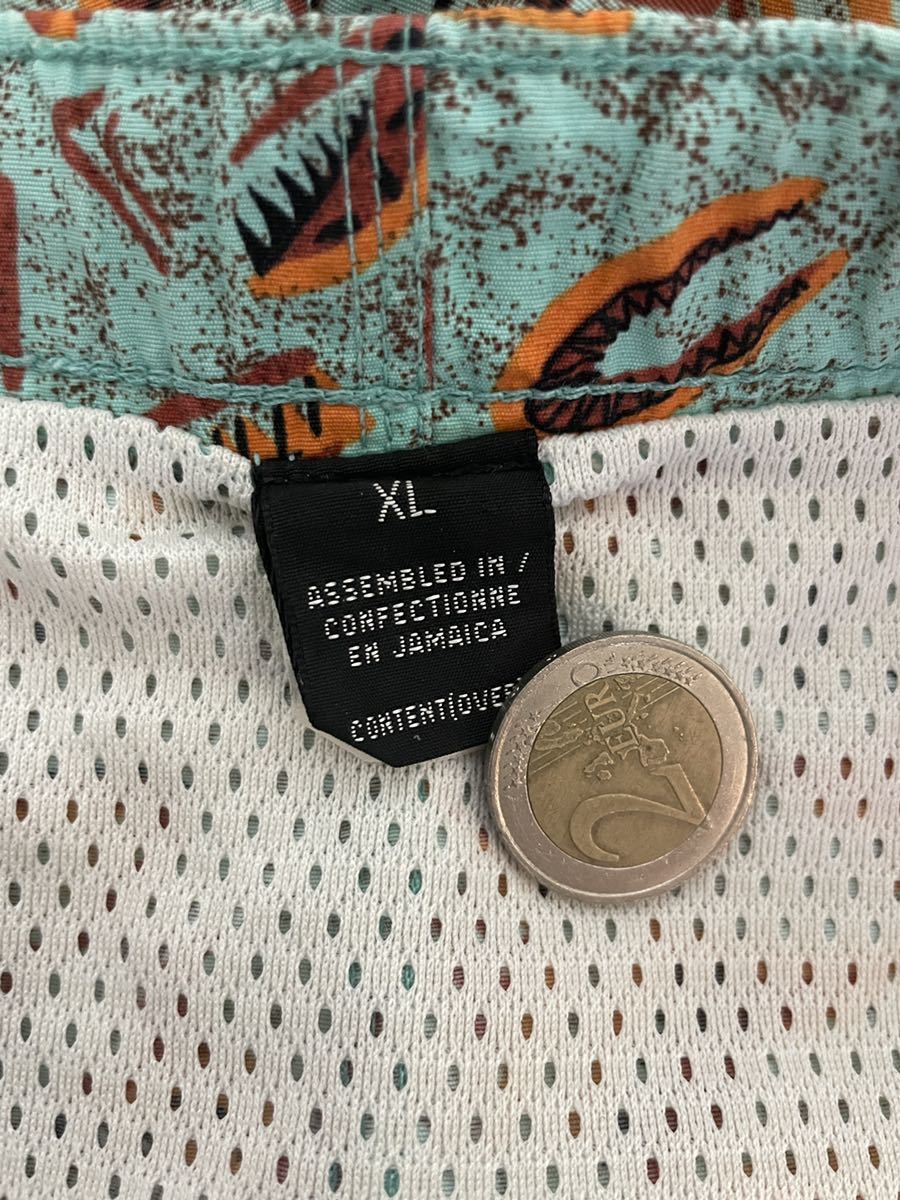 XL
ASSEMBLED IN /
CONFECTIONNE
EN JAMAICA
CONTENT(OVER
2
EURO